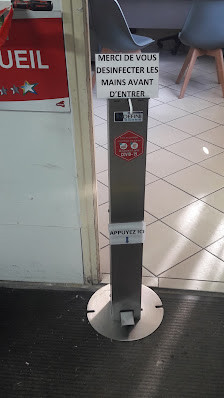 UEIL
MERCI DE VOUS
DESINFECTER LES
MAINS AVANT
D'ENTRER
APPUYEZ ICI